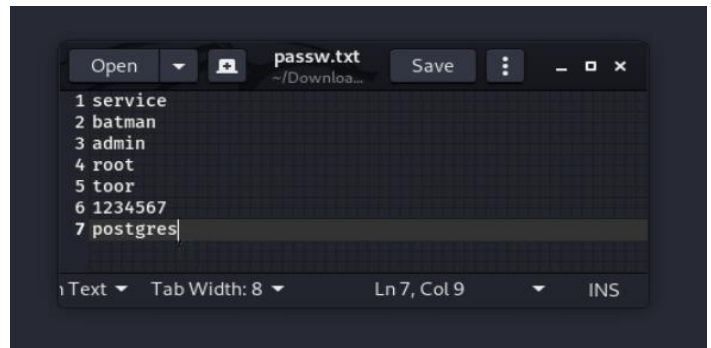 Open
passw.txt
~/Downloa...
Save
1 service
2 batman
3 admin
4 root
5 toor
6 1234567
7 postgres
Text Tab Width: 8 Ln 7, Col 9 INS